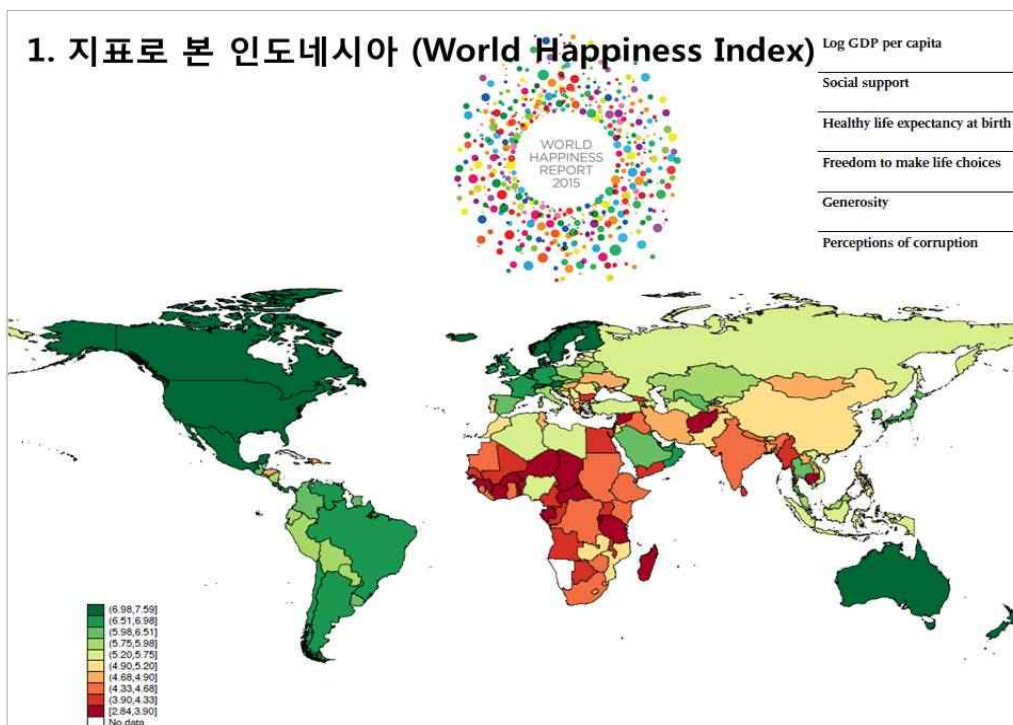 1. 지표로 본 인도네시아 (World Happiness Index)
Log GDP per capita
Social support
Healthy life expectancy at birth
Freedom to make life choices
Generosity
Perceptions of corruption
WORLD
HAPPINESS
REPORT
2015
(6.98,7.59]
(6.51,6.98]
(5.98,6.51]
(5.75,5.98]
(5.20,5.75]
(4.90,5.20]
(4.68,4.90]
(4.33,4.68]
(3.90,4.33]
[2.84,3.90]
No data